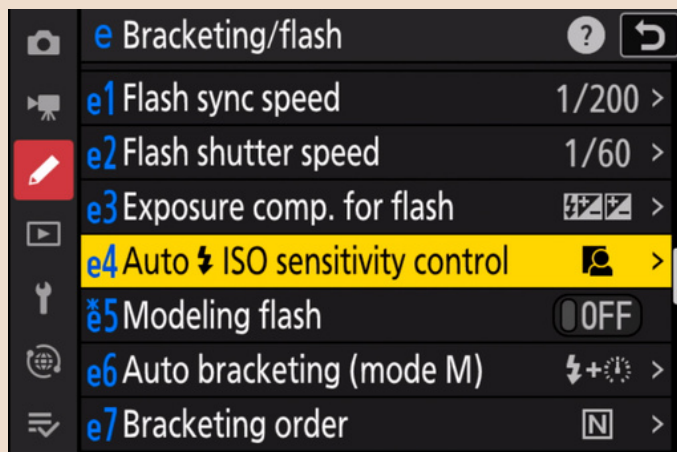 e Bracketing/flash ?
e1 Flash sync speed 1/200 >
e2 Flash shutter speed 1/60 >
e3 Exposure comp. for flash >
e4 Auto ISO sensitivity control >
*e5 Modeling flash OFF
e6 Auto bracketing (mode M) + >
e7 Bracketing order N >